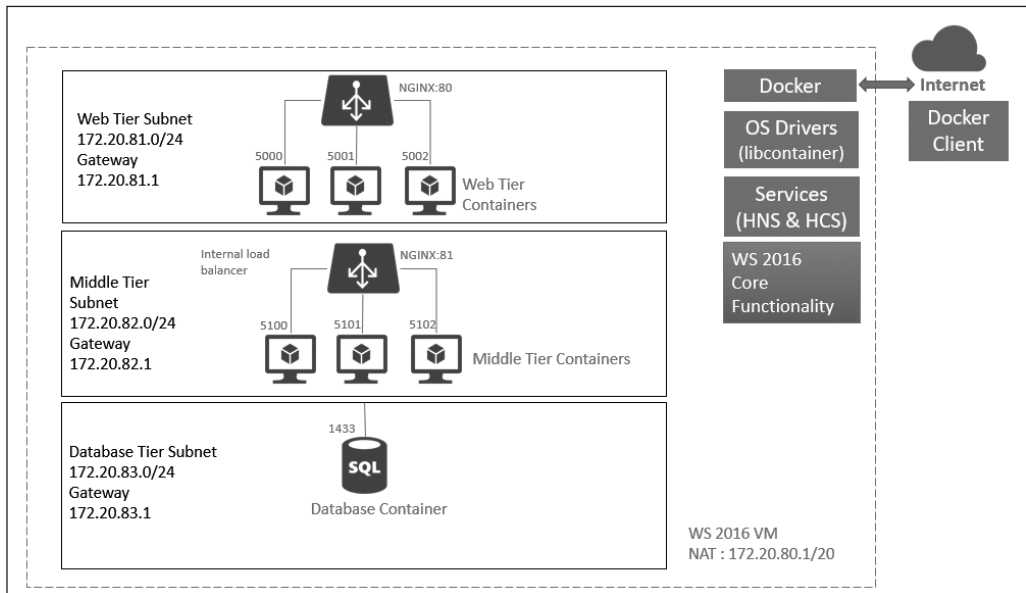 Web Tier Subnet
172.20.81.0/24
Gateway
172.20.81.1
NGINX:80
5000
5001
5002
Web Tier
Containers
Middle Tier
Subnet
172.20.82.0/24
Gateway
172.20.82.1
Internal load
balancer
NGINX:81
5100
5101
5102
Middle Tier Containers
Database Tier Subnet
172.20.83.0/24
Gateway
172.20.83.1
1433
SQL
Database Container
Docker
OS Drivers
(libcontainer)
Services
(HNS & HCS)
WS 2016
Core
Functionality
Internet
Docker
Client
WS 2016 VM
NAT : 172.20.80.1/20